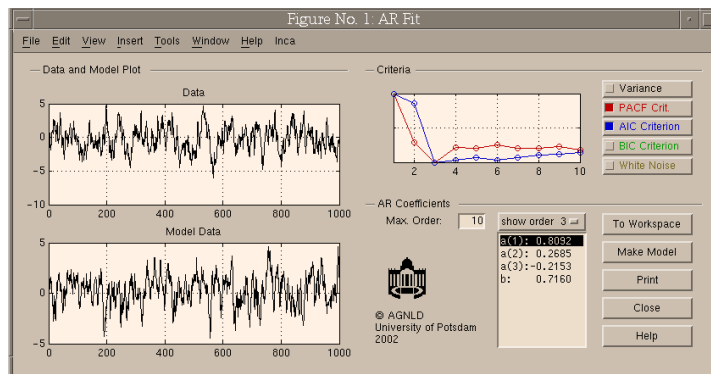 Figure No. 1: AR Fit
File Edit View Insert Tools Window Help Inca
Data and Model Plot
Data
5
0
-5
-10
0 200 400 600 800 1000
Model Data
5
0
-5
0 200 400 600 800 1000
Criteria
2 4 6 8 10
Variance
PACF Crit.
AIC Criterion
BIC Criterion
White Noise
AR Coefficients
Max. Order: 10 show order 3
a(1): 0.8092
a(2): 0.2685
a(3):-0.2153
b: 0.7160
© AGNLD
University of Potsdam
2002
To Workspace
Make Model
Print
Close
Help